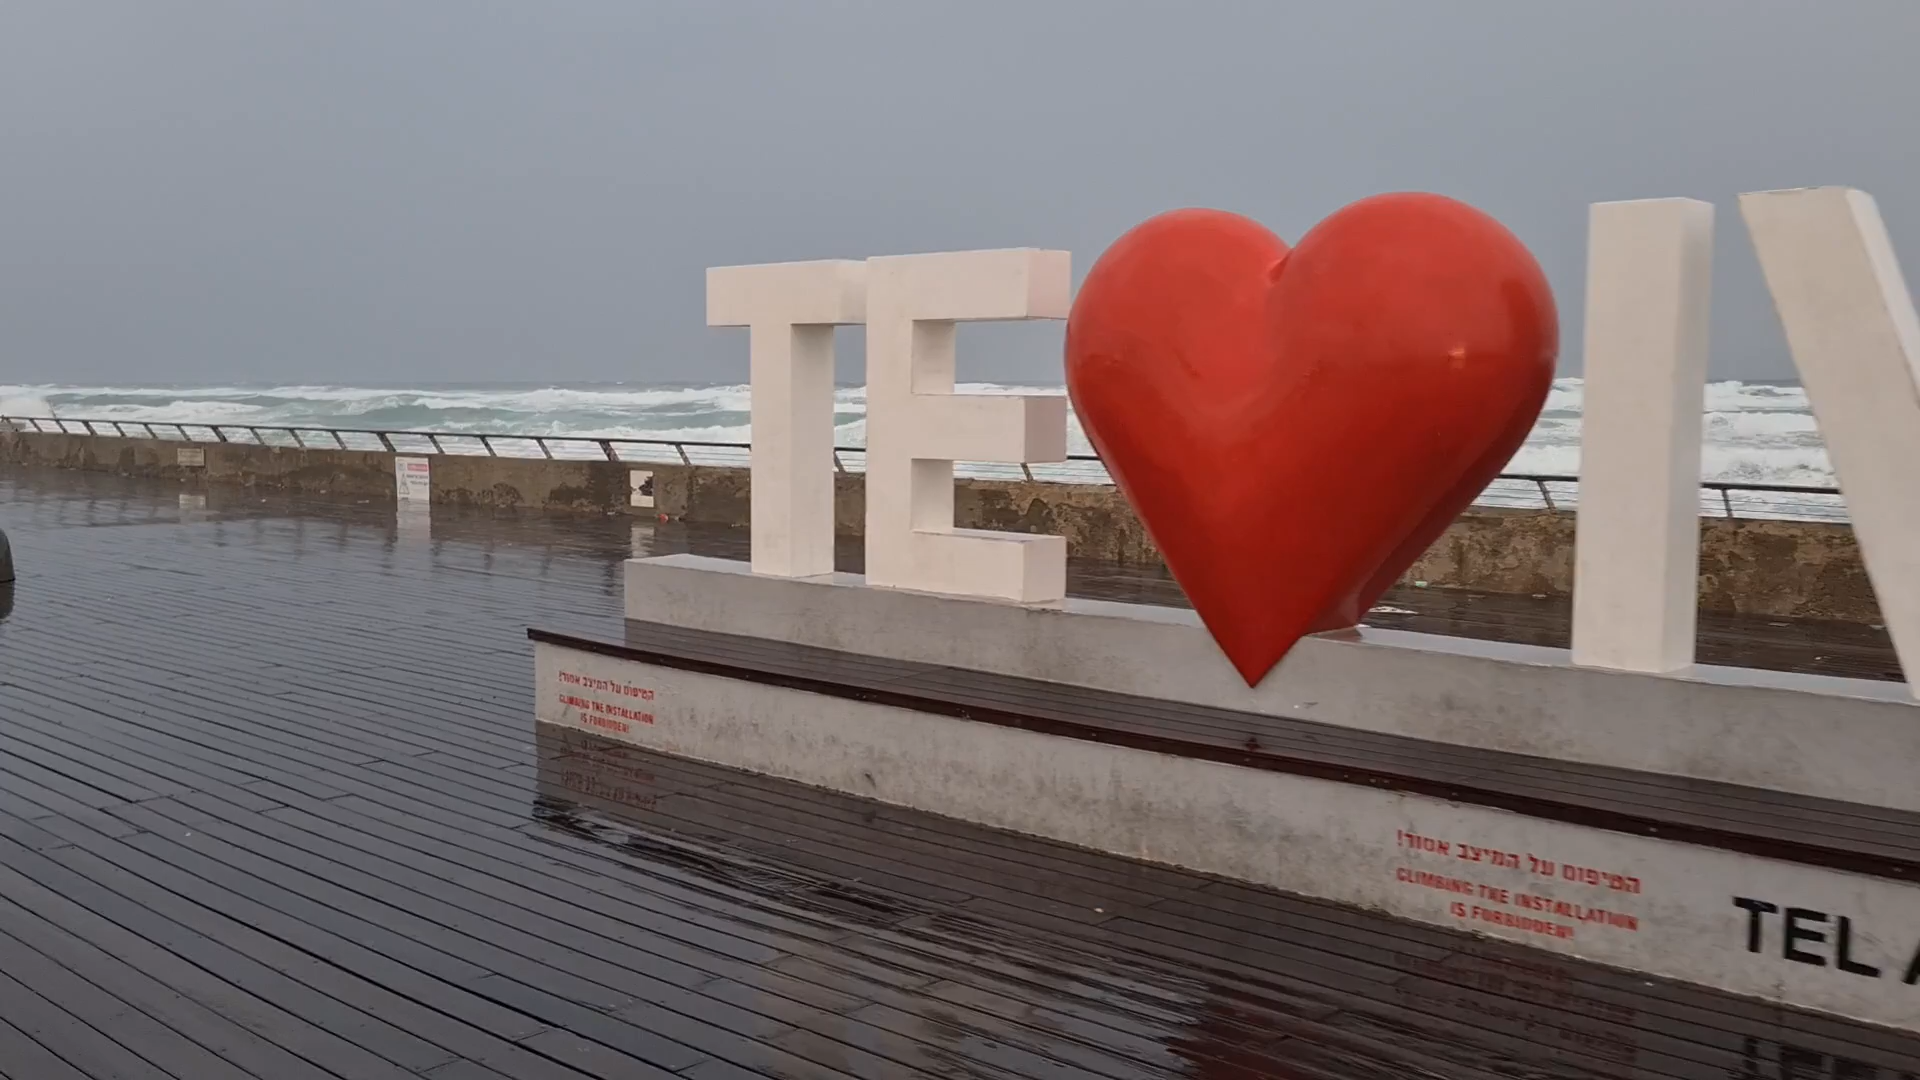 TE IV
הטיפוס על המיצב אסור!
CLIMBING THE INSTALLATION
IS FORBIDDEN!
הטיפוס על המיצב אסור!
CLIMBING THE INSTALLATION
IS FORBIDDEN!
TEL A